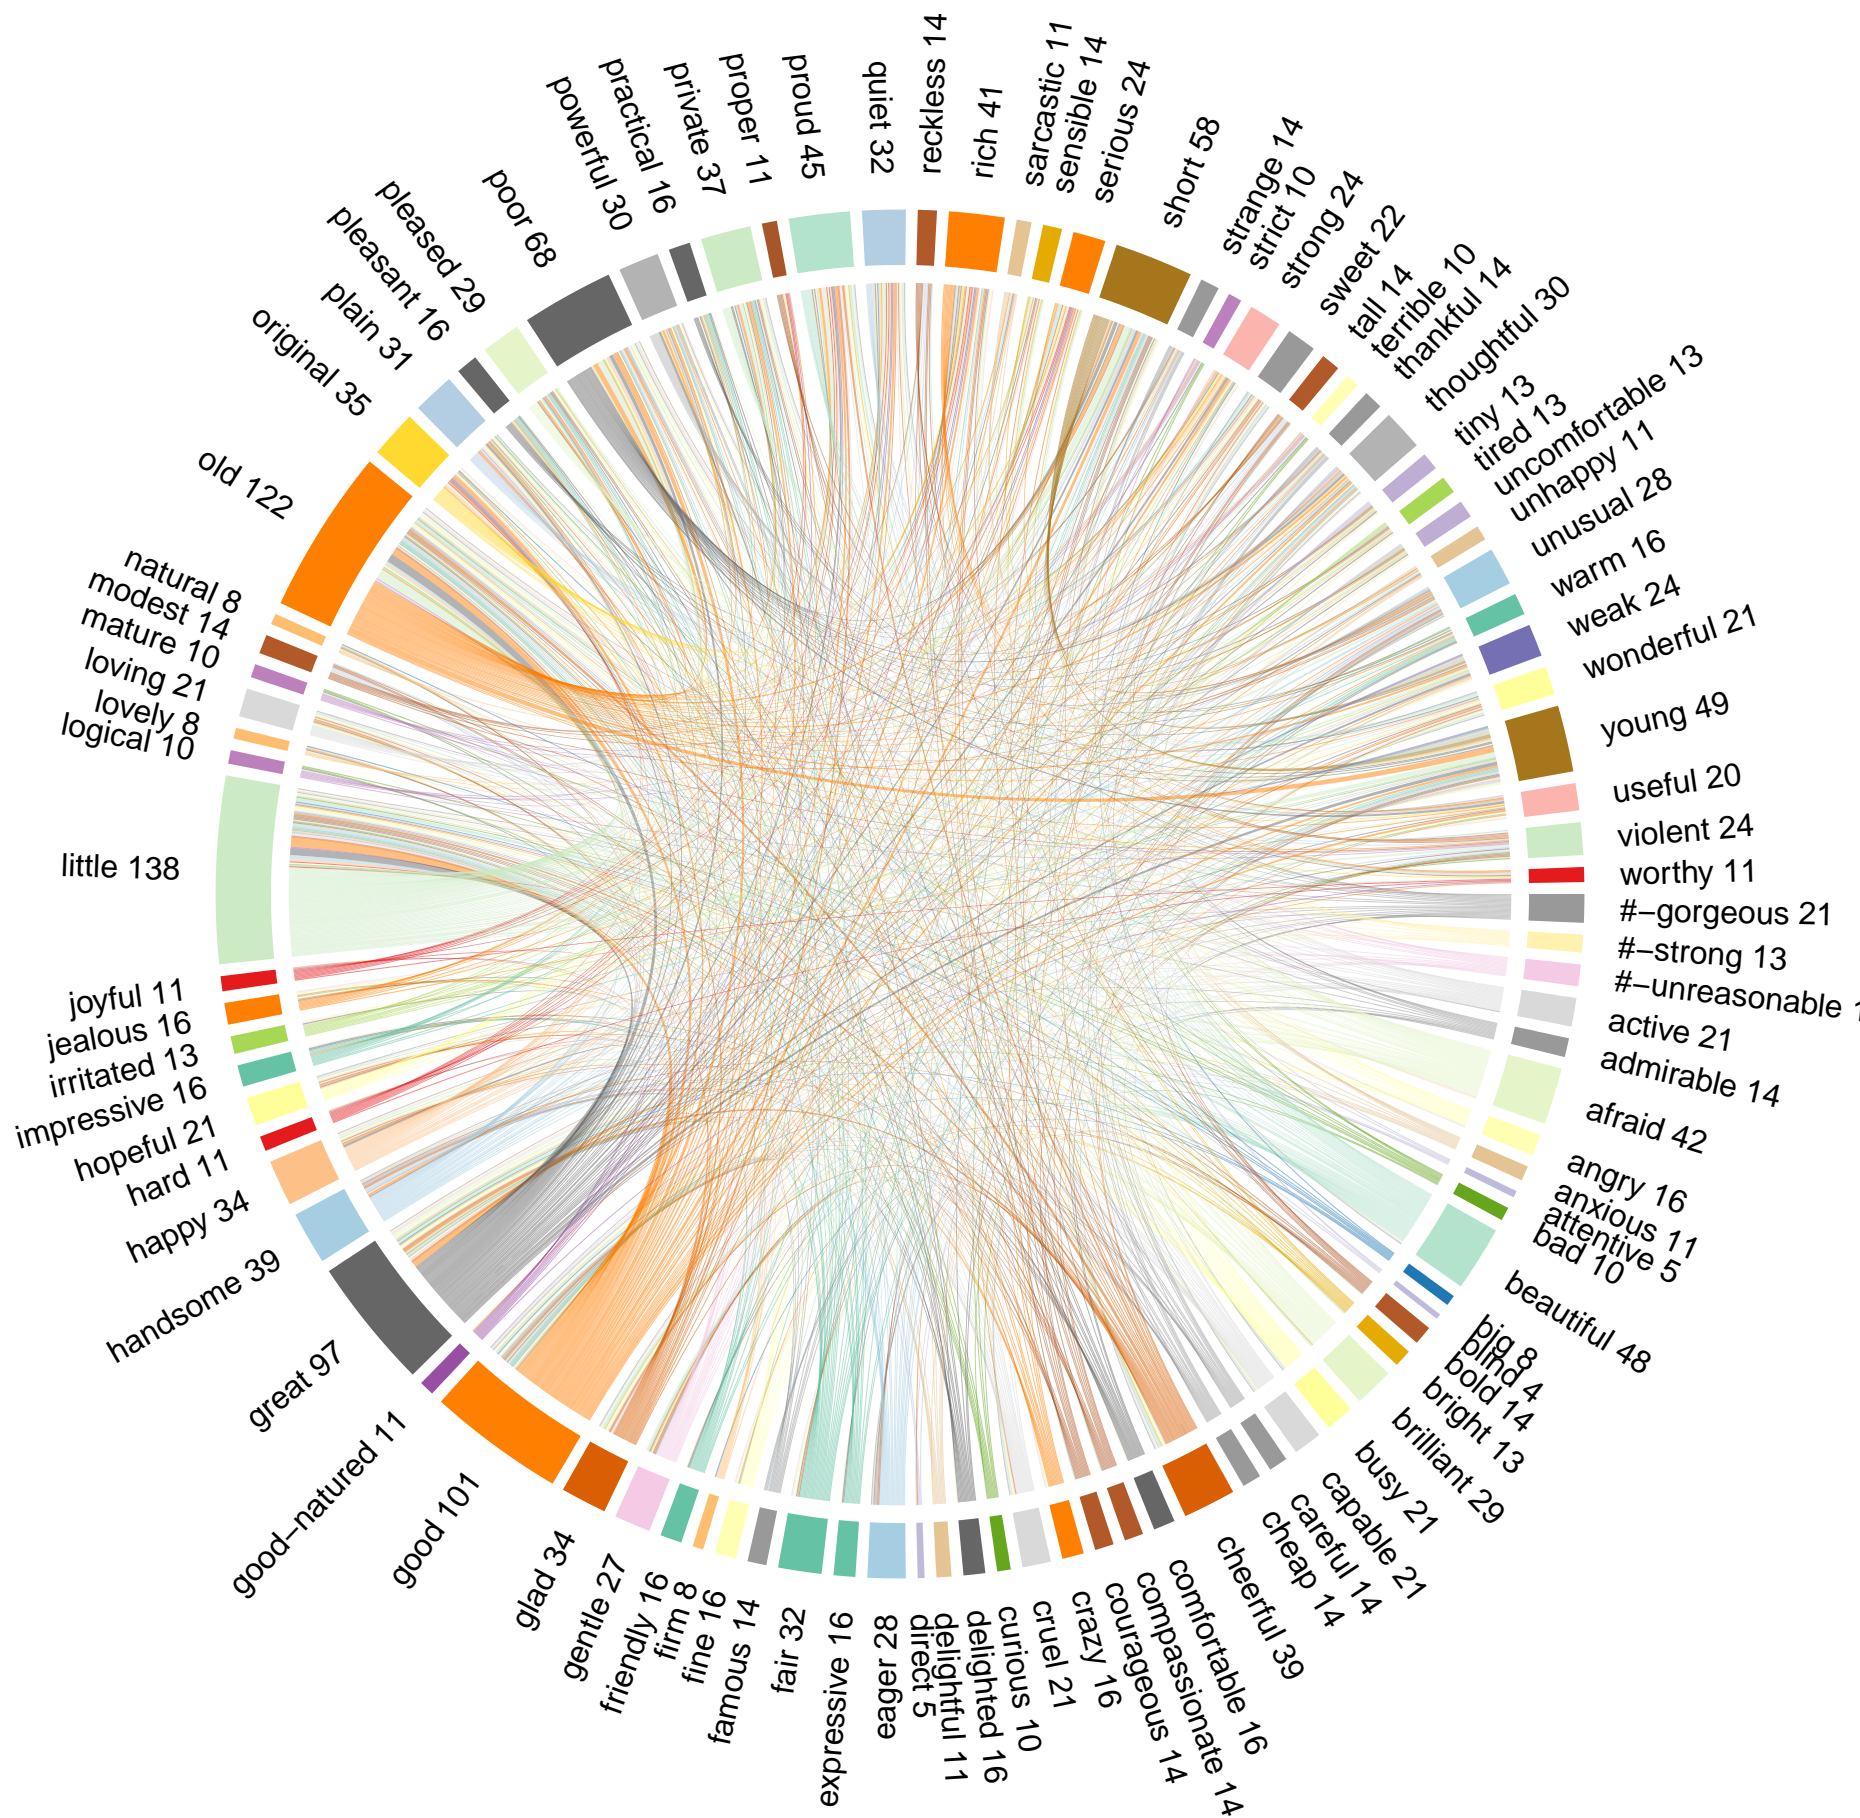 reckless 14
rich 41
sarcastic 11
sensible 14
serious 24
short 58
strange 14
strict 10
strong 24
sweet 22
tall 14
terrible 10
thankful 14
thoughtful 30
tiny 13
tired 13
uncomfortable 13
unhappy 11
unusual 28
warm 16
weak 24
wonderful 21
young 49
useful 20
violent 24
worthy 11
#−gorgeous 21
#−strong 13
#−unreasonable
active 21
admirable 14
afraid 42
angry 16
anxious 11
attentive 5
bad 10
beautiful 48
big 8
blind 4
bold 14
bright 13
brilliant 29
busy 21
capable 21
careful 14
cheap 14
cheerful 39
comfortable 16
compassionate 14
courageous 14
crazy 16
cruel 21
curious 10
delighted 16
delightful 11
direct 5
eager 28
expressive 16
fair 32
famous 14
fine 16
firm 8
friendly 16
gentle 27
glad 34
good 101
good−natured 11
great 97
handsome 39
happy 34
hard 11
hopeful 21
impressive 16
irritated 13
jealous 16
joyful 11
little 138
logical 10
lovely 8
loving 21
mature 10
modest 14
natural 8
old 122
original 35
plain 31
pleasant 16
pleased 29
poor 68
powerful 30
practical 16
private 37
proper 11
proud 45
quiet 32